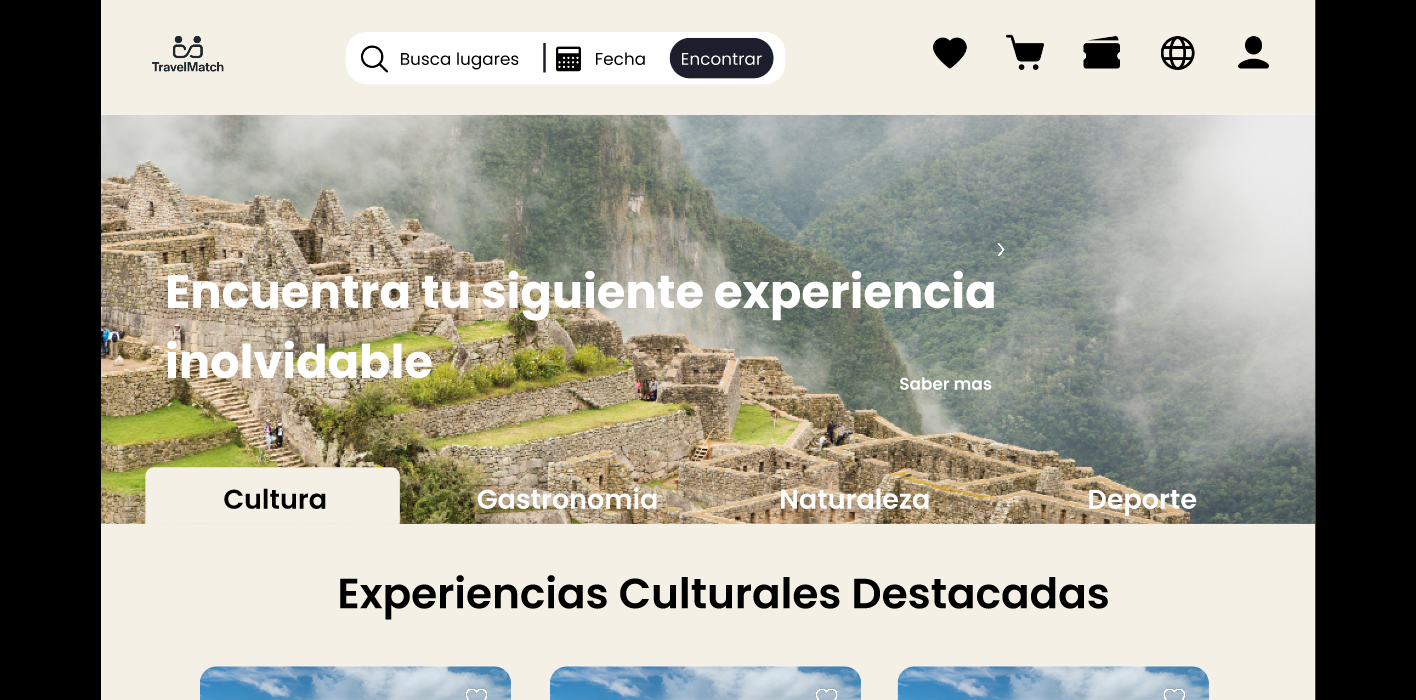 TravelMatch
Busca lugares
Fecha
Encontrar
Encuentra tu siguiente experiencia
inolvidable
Saber mas
Cultura
Gastronomia
Naturaleza
Deporte
Experiencias Culturales Destacadas